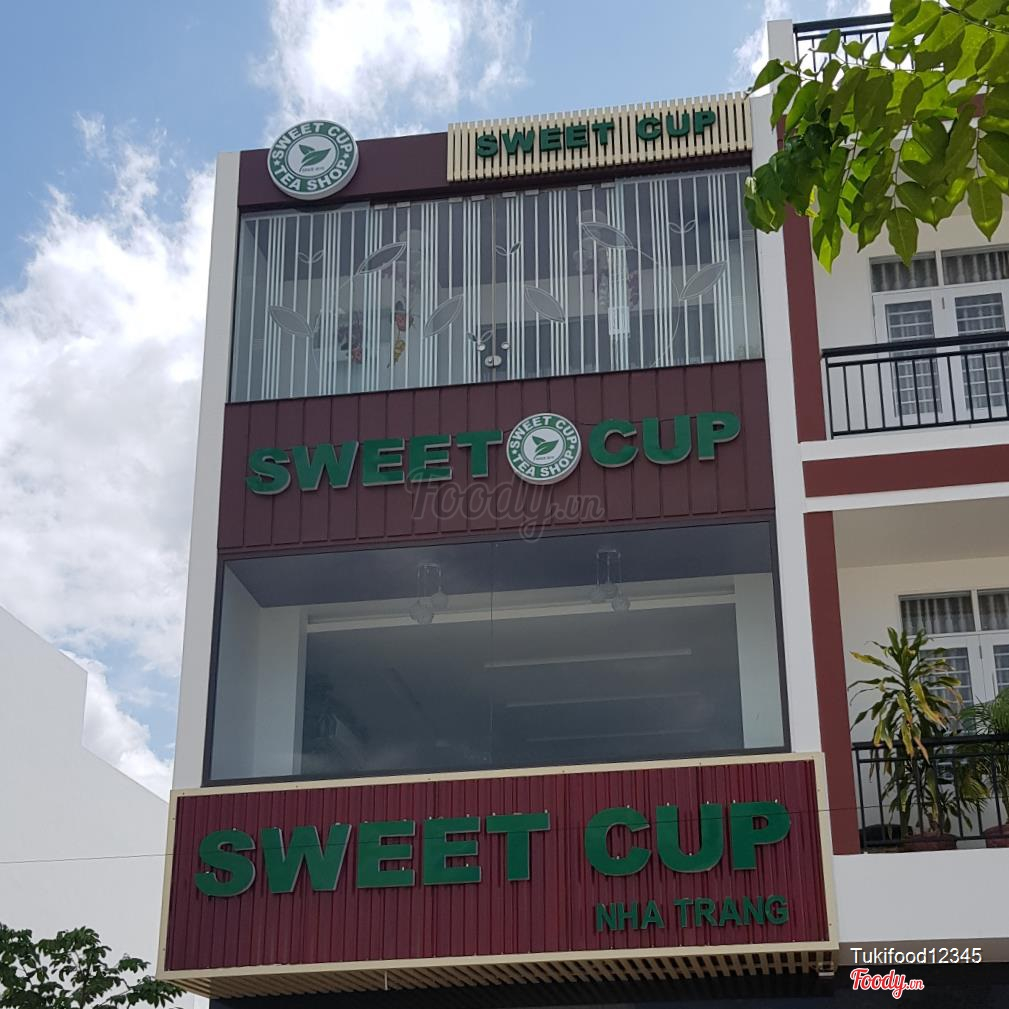 SWEET CUP
TEA SHOP
SWEET CUP
SWEET
SWEET CUP
TEA SHOP
CUP
Foody.vn
SWEET CUP
NHA TRANG
Tukifood12345
Foody.vn